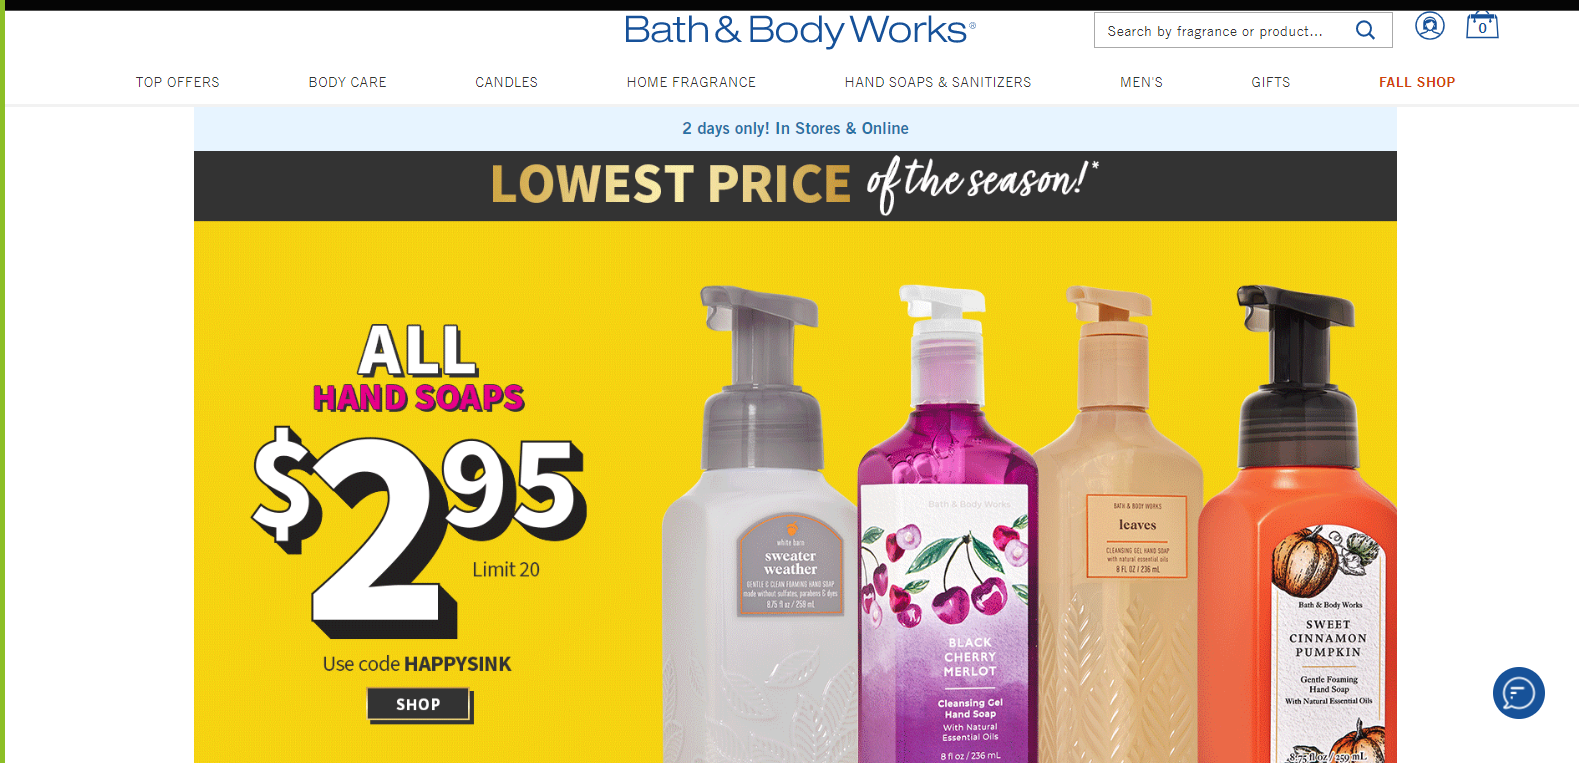 Bath & Body Works®
Search by fragrance or product...
0
TOP OFFERS
BODY CARE
CANDLES
HOME FRAGRANCE
HAND SOAPS & SANITIZERS
MEN'S
GIFTS
FALL SHOP
2 days only! In Stores & Online
LOWEST PRICE of the season!*
ALL
HAND SOAPS
$2.95
Limit 20
Use code HAPPYSINK
SHOP
white barn
sweater
weather
GENTLE & CLEAN FOAMING HAND SOAP
made without sulfates, parabens & dyes
8.75 fl oz / 259 mL
Bath & Body Works
BLACK
CHERRY
MERLOT
Cleansing Gel
Hand Soap
With Natural
Essential Oils
8 fl oz / 236 mL
BATH & BODY WORKS
leaves
CLEANSING GEL HAND SOAP
with natural essential oils
8 FL OZ / 236 mL
Bath & Body Works
SWEET
CINNAMON
PUMPKIN
Gentle Foaming
Hand Soap
With Natural Essential Oils
8.75 fl oz / 259 mL